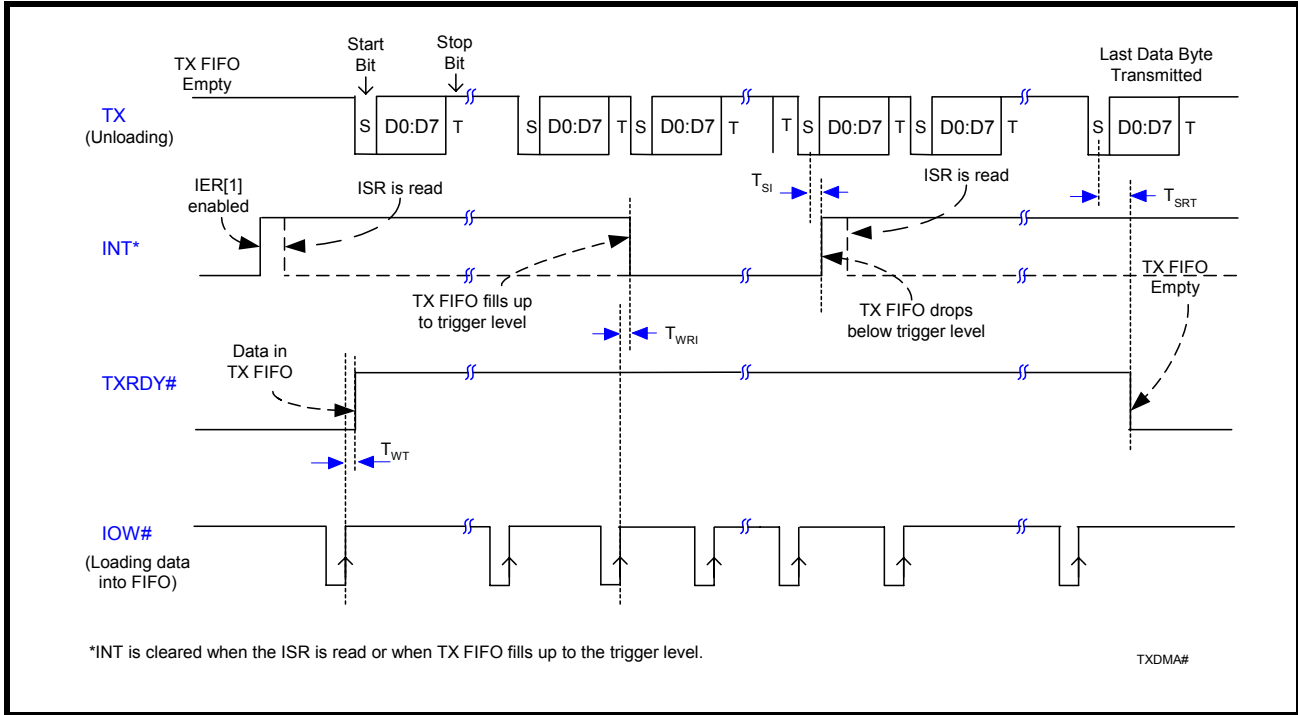 Start
Bit
Stop
Bit
TX FIFO
Empty
Last Data Byte
Transmitted
TX
(Unloading)
S D0:D7 T S D0:D7 T S D0:D7 T T S D0:D7 T S D0:D7 T S D0:D7 T
IER[1]
enabled
ISR is read
TSI
ISR is read
TSRT
INT*
TX FIFO fills up
to trigger level
TX FIFO drops
below trigger level
TX FIFO
Empty
TWRI
Data in
TX FIFO
TXRDY#
TWT
IOW#
(Loading data
into FIFO)
*INT is cleared when the ISR is read or when TX FIFO fills up to the trigger level.
TXDMA#